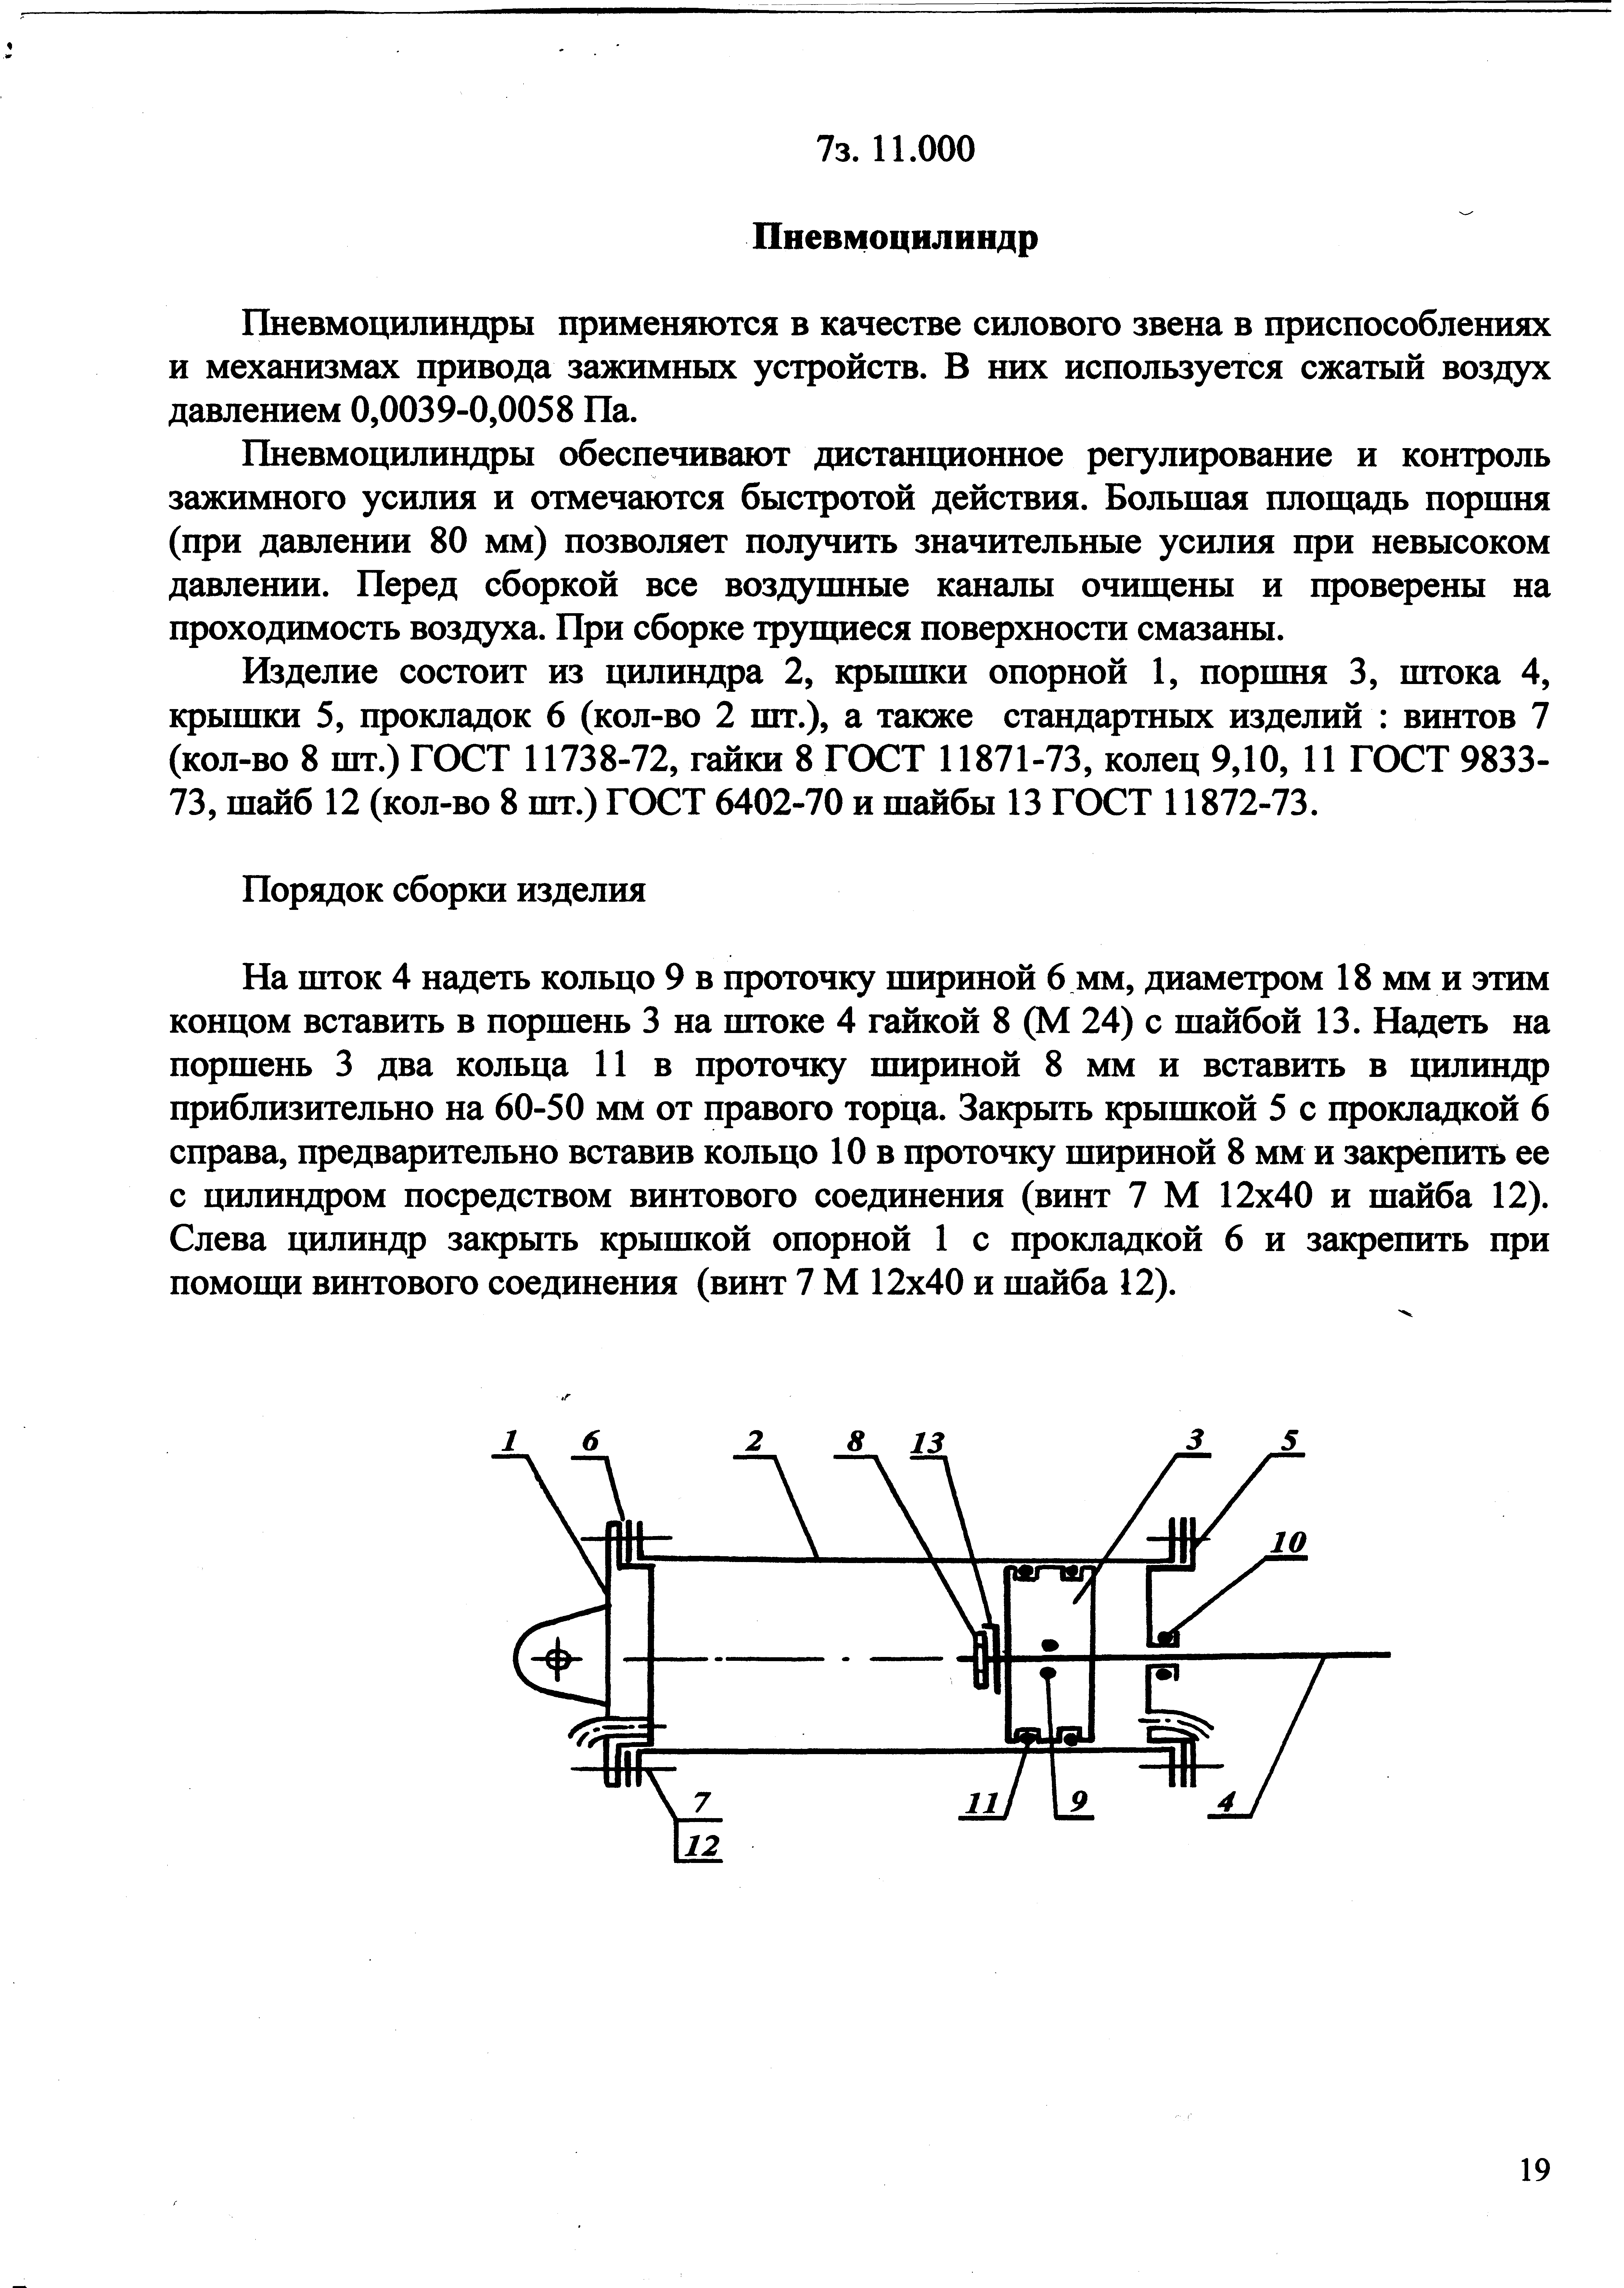 7з. 11.000
Пневмоцилиндр
Пневмоцилиндры применяются в качестве силового звена в приспособлениях
и механизмах привода зажимных устройств. В них используется сжатый воздух
давлением 0,0039-0,0058 Па.
Пневмоцилиндры обеспечивают дистанционное регулирование и контроль
зажимного усилия и отмечаются быстротой действия. Большая площадь поршня
(при давлении 80 мм) позволяет получить значительные усилия при невысоком
давлении. Перед сборкой все воздушные каналы очищены и проверены на
проходимость воздуха. При сборке трущиеся поверхности смазаны.
Изделие состоит из цилиндра 2, крышки опорной 1, поршня 3, штока 4,
крышки 5, прокладок 6 (кол-во 2 шт.), а также стандартных изделий : винтов 7
(кол-во 8 шт.) ГОСТ 11738-72, гайки 8 ГОСТ 11871-73, колец 9,10, 11 ГОСТ 9833-
73, шайб 12 (кол-во 8 шт.) ГОСТ 6402-70 и шайбы 13 ГОСТ 11872-73.
Порядок сборки изделия
На шток 4 надеть кольцо 9 в проточку шириной 6 мм, диаметром 18 мм и этим
концом вставить в поршень 3 на штоке 4 гайкой 8 (М 24) с шайбой 13. Надеть на
поршень 3 два кольца 11 в проточку шириной 8 мм и вставить в цилиндр
приблизительно на 60-50 мм от правого торца. Закрыть крышкой 5 с прокладкой 6
справа, предварительно вставив кольцо 10 в проточку шириной 8 мм и закрепить ее
с цилиндром посредством винтового соединения (винт 7 М 12х40 и шайба 12).
Слева цилиндр закрыть крышкой опорной 1 с прокладкой 6 и закрепить при
помощи винтового соединения (винт 7 М 12х40 и шайба 12).
1 6 2 8 13 3 5
10
7 11 9 4
12
19